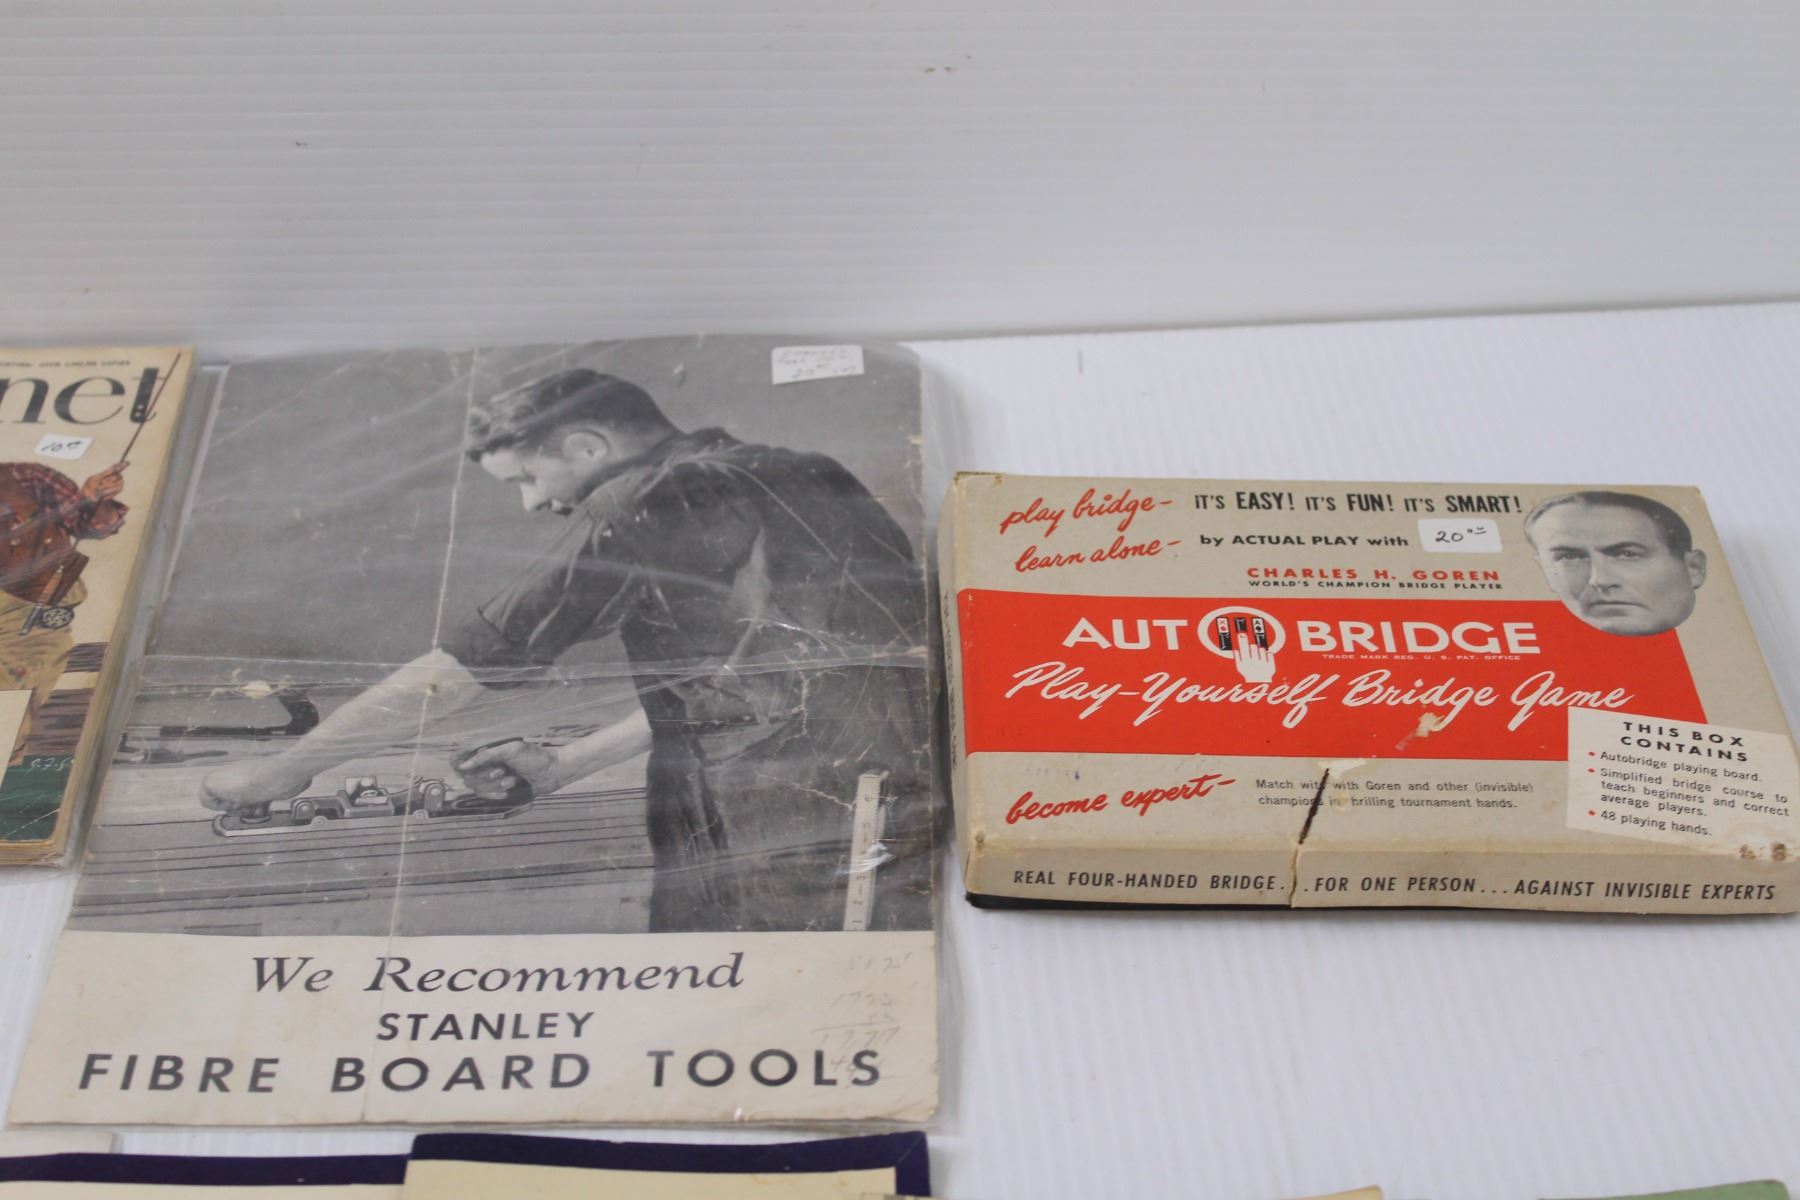 net
10.00
We Recommend
STANLEY
FIBRE BOARD TOOLS
play bridge-
learn alone-
IT'S EASY! IT'S FUN! IT'S SMART!
by ACTUAL PLAY with
20.00
CHARLES H. GOREN
WORLD'S CHAMPION BRIDGE PLAYER
AUTOBRIDGE
TRADE MARK REG. U. S. PAT. OFFICE
Play-Yourself Bridge Game
become expert-
Match wits with Goren and other (invisible)
champions in thrilling tournament hands.
THIS BOX
CONTAINS
• Autobridge playing board.
• Simplified bridge course to
teach beginners and correct
average players.
• 48 playing hands.
REAL FOUR-HANDED BRIDGE...FOR ONE PERSON...AGAINST INVISIBLE EXPERTS